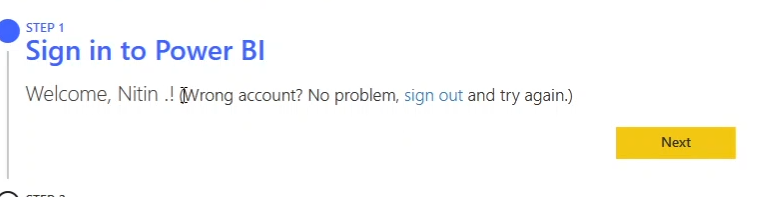 STEP 1
Sign in to Power BI
Welcome, Nitin .! (Wrong account? No problem, sign out and try again.)
Next